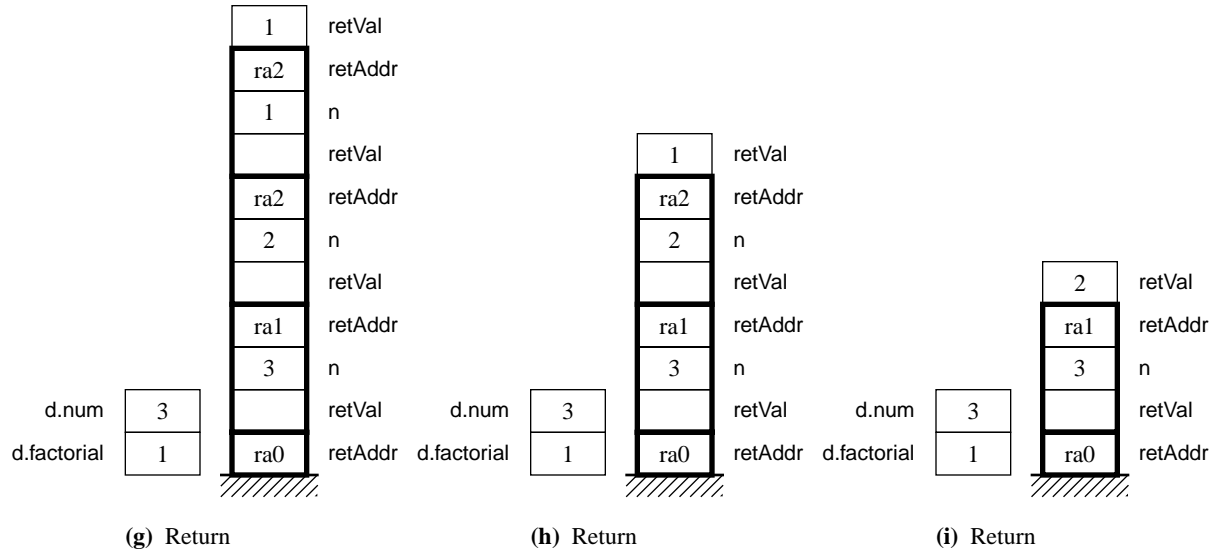 1 retVal
ra2 retAddr
1 n
retVal
ra2 retAddr
2 n
retVal
ra1 retAddr
3 n
d.num 3 retVal
d.factorial 1 ra0 retAddr
(g) Return
1 retVal
ra2 retAddr
2 n
retVal
ra1 retAddr
3 n
d.num 3 retVal
d.factorial 1 ra0 retAddr
(h) Return
2 retVal
ra1 retAddr
3 n
d.num 3 retVal
d.factorial 1 ra0 retAddr
(i) Return